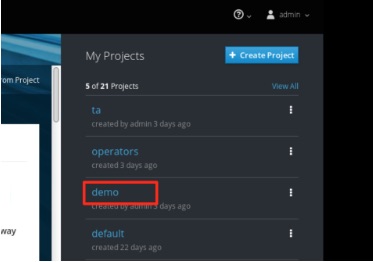 admin
My Projects
+ Create Project
5 of 21 Projects
View All
rom Project
ta
created by admin 3 days ago
operators
created 3 days ago
demo
created by admin 3 days ago
way
default
created 22 days ago